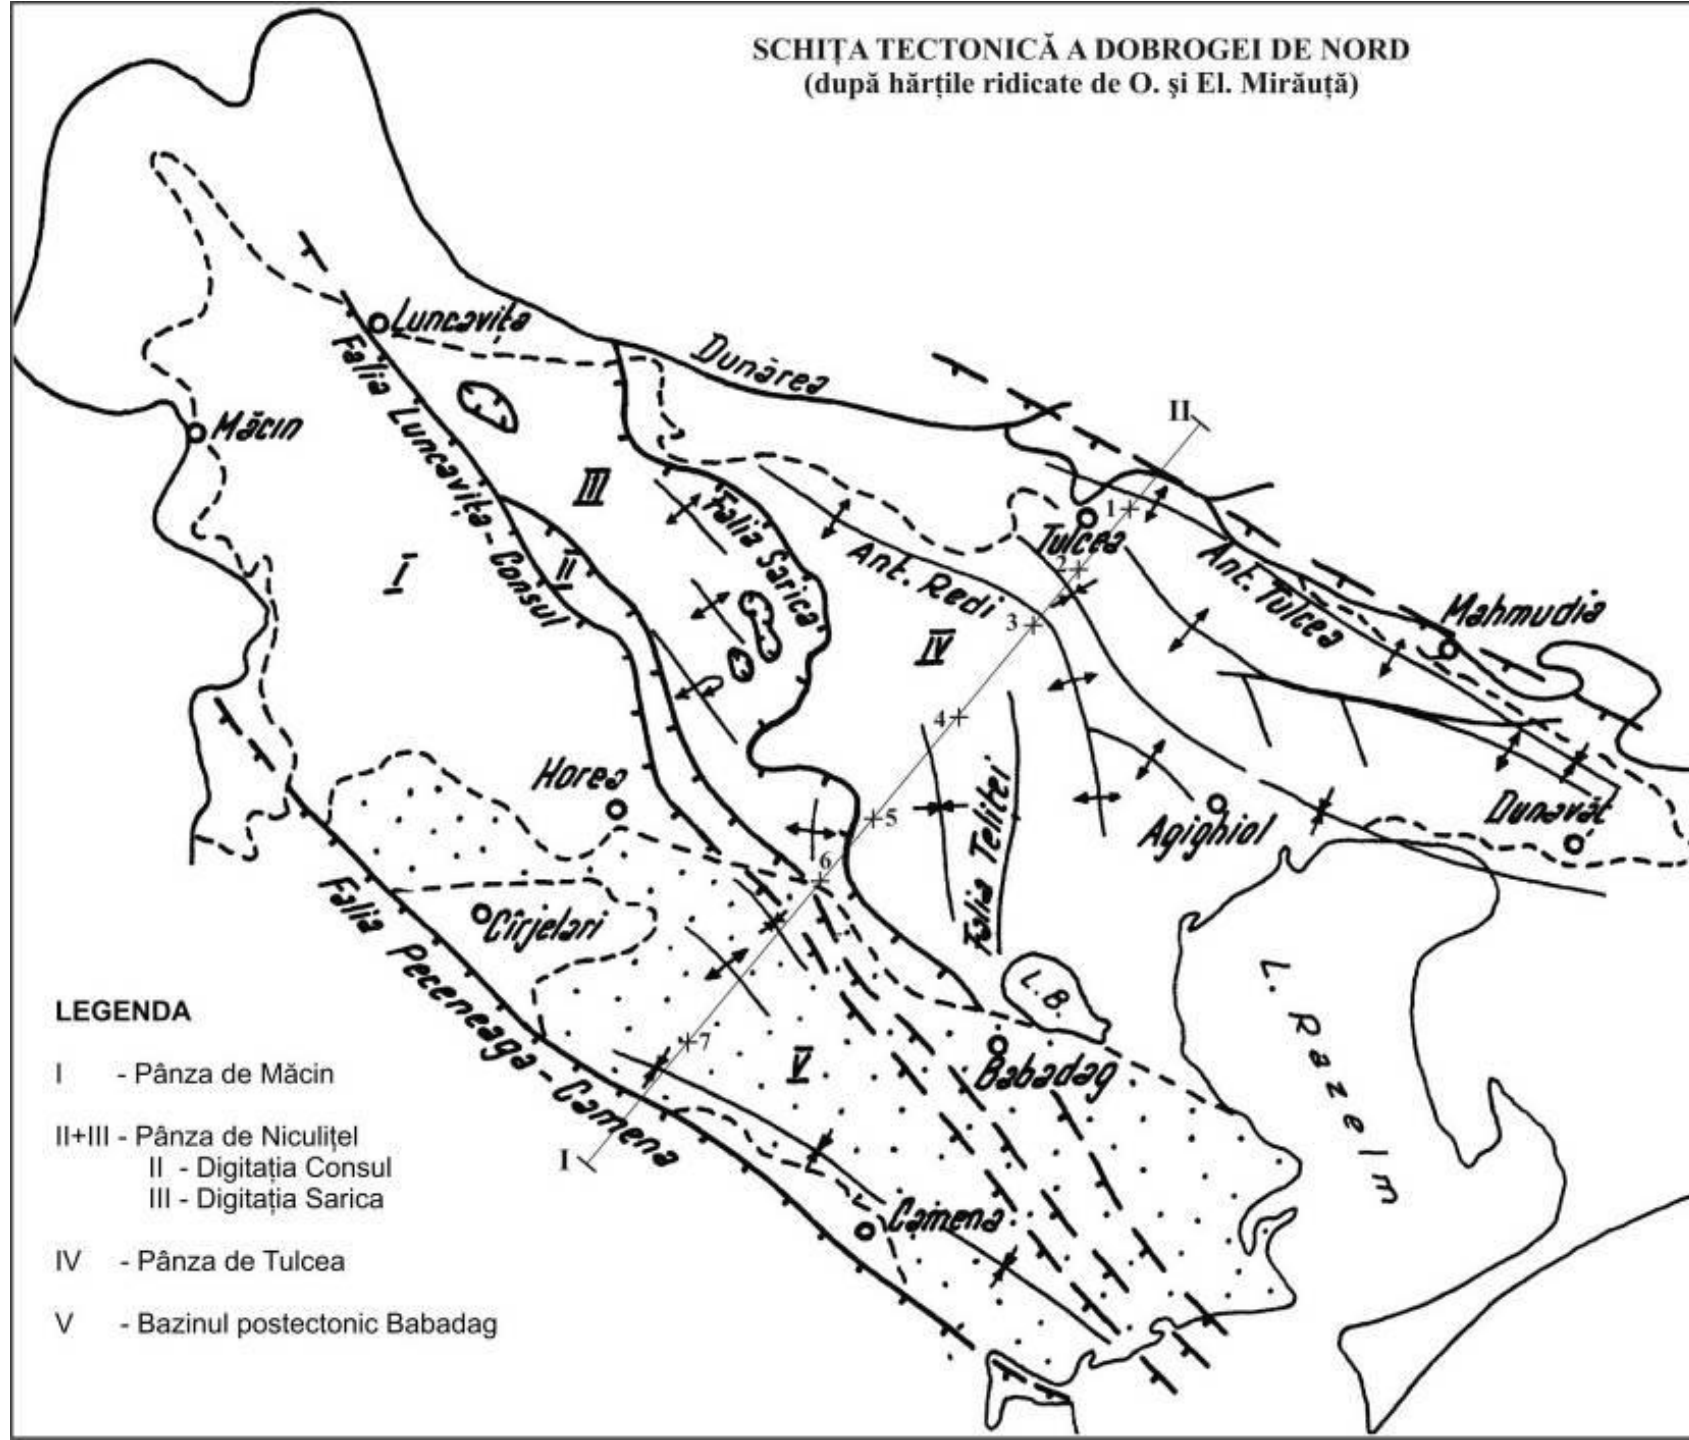 SCHIȚA TECTONICĂ A DOBROGEI DE NORD
(după hărțile ridicate de O. și El. Mirăuță)
Luncavița
Dunărea
Falia Luncavița - Consul
II
Măcin
III
Falia Sarica
1
Tulcea
Ant. Redi
2
Ant. Tulcea
Mahmudia
I
II
3
IV
4
Horea
Falia Teliței
5
Agighiol
Dunavăț
6
Cîrjelari
Falia Peceneaga - Camena
L. B.
L. Razelm
7
V
Babadag
I
Camena
LEGENDA
I - Pânza de Măcin
II+III - Pânza de Niculițel
II - Digitația Consul
III - Digitația Sarica
IV - Pânza de Tulcea
V - Bazinul postectonic Babadag